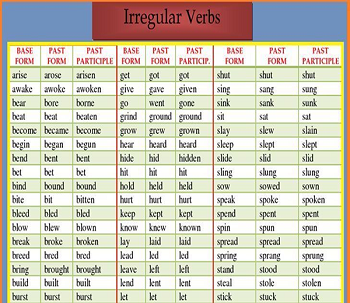 Irregular Verbs
BASE FORM PAST FORM PAST PARTICIPLE BASE FORM PAST FORM PAST PARTICIP. BASE FORM PAST FORM PAST PARTICIPLE
arise arose arisen get got got shut shut shut
awake awoke awoken give gave given sing sang sung
bear bore borne go went gone sink sank sunk
beat beat beaten grind ground ground sit sat sat
become became become grow grew grown slay slew slain
begin began begun hear heard heard sleep slept slept
bend bent bent hide hid hidden slide slid slid
bet bet bet hit hit hit sling slung slung
bind bound bound hold held held sow sowed sown
bite bit bitten hurt hurt hurt speak spoke spoken
bleed bled bled keep kept kept spend spent spent
blow blew blown know knew known spin spun spun
break broke broken lay laid laid spread spread spread
breed bred bred lead led led spring sprang sprung
bring brought brought leave left left stand stood stood
build built built lend lent lent steal stole stolen
burst burst burst let let let stick stuck stuck